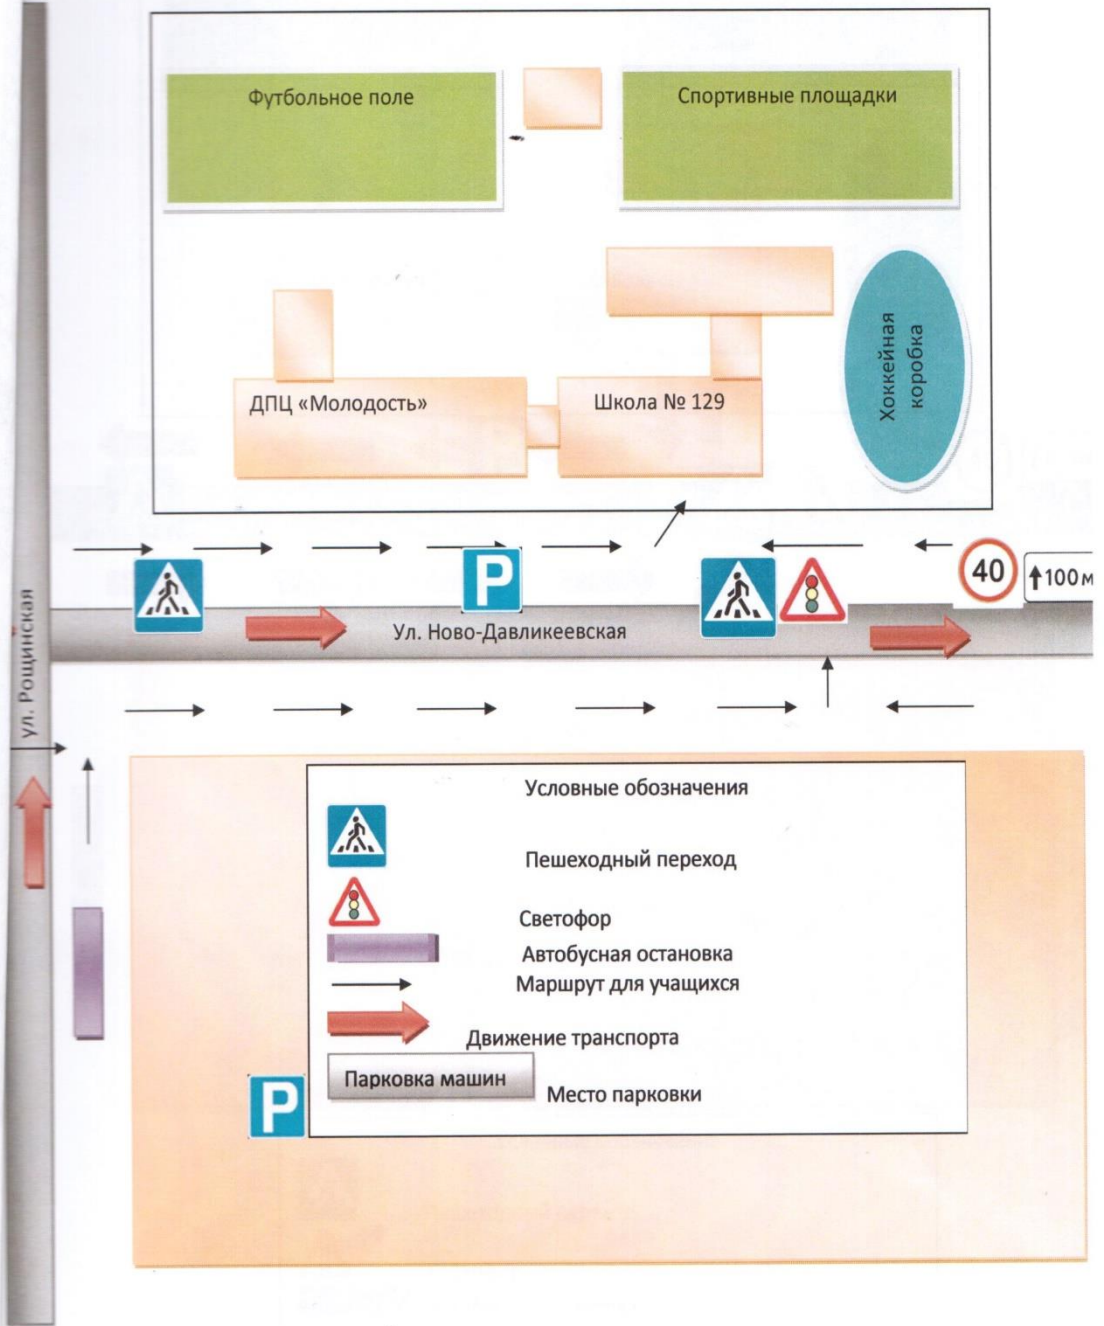 Футбольное поле
Спортивные площадки
Хоккейная
коробка
ДПЦ «Молодость»
Школа № 129
P
40
100м
Ул. Ново-Давликеевская
ул. Рощинская
Условные обозначения
Пешеходный переход
Светофор
Автобусная остановка
Маршрут для учащихся
Движение транспорта
Парковка машин
P
Место парковки